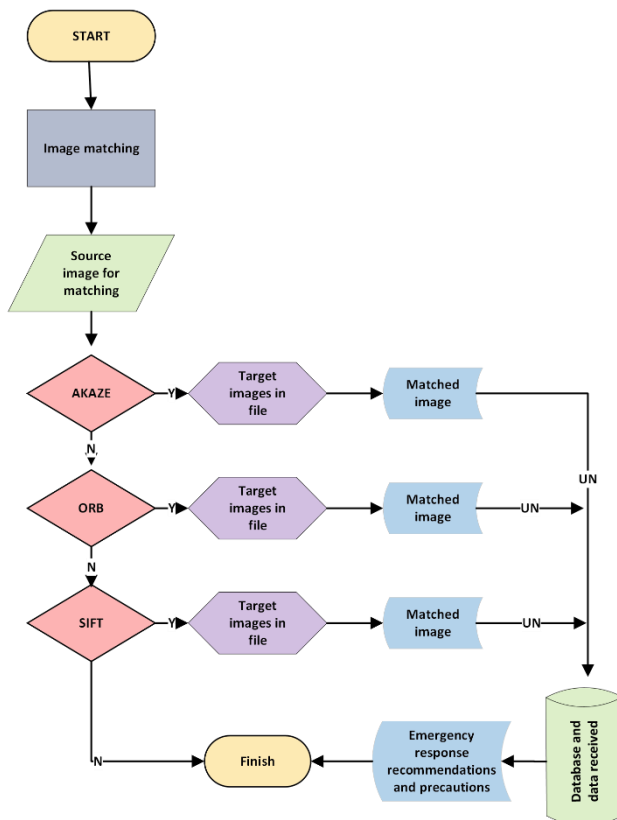 START
Image matching
Source
image for
matching
AKAZE
Y
Target
images in
file
Matched
image
UN
N
ORB
Y
Target
images in
file
Matched
image
UN
N
SIFT
Y
Target
images in
file
Matched
image
UN
N
Finish
Emergency
response
recommendations
and precautions
Database and
data received